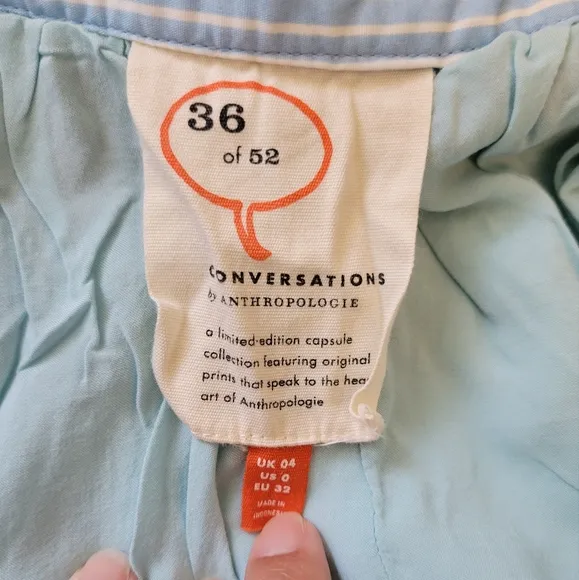 36
of 52
CONVERSATIONS
by ANTHROPOLOGIE
a limited-edition capsule
collection featuring original
prints that speak to the hea
art of Anthropologie
UK 04
US 0
EU 32
MADE IN
INDONESIA